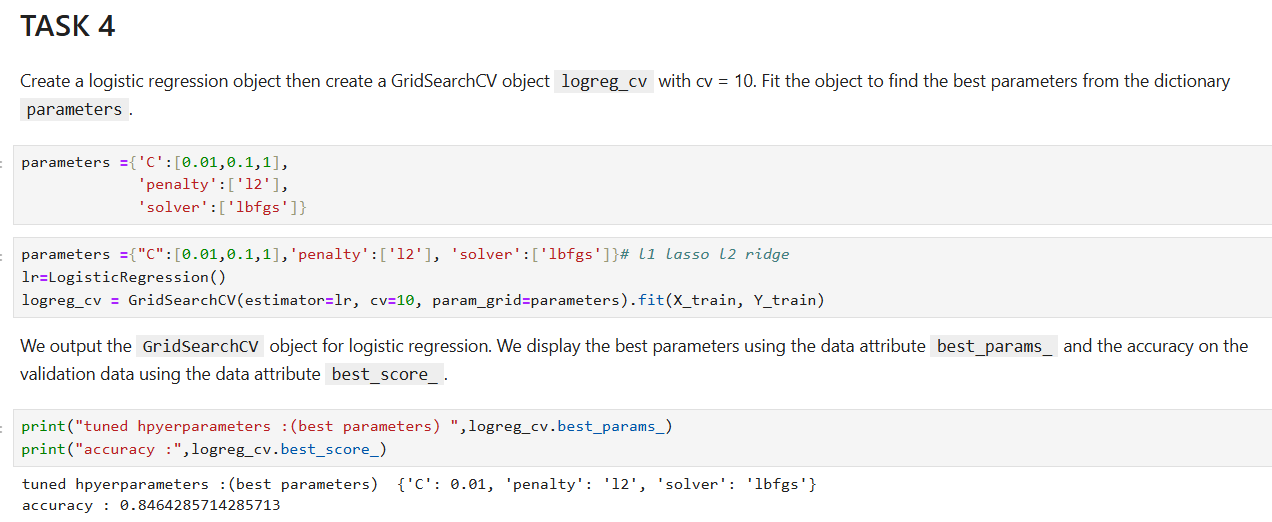 TASK 4
Create a logistic regression object then create a GridSearchCV object logreg_cv with cv = 10. Fit the object to find the best parameters from the dictionary
parameters .
parameters ={'C':[0.01,0.1,1],
'penalty':['l2'],
'solver':['lbfgs']}
parameters ={"C":[0.01,0.1,1],'penalty':['l2'], 'solver':['lbfgs']}# l1 lasso l2 ridge
lr=LogisticRegression()
logreg_cv = GridSearchCV(estimator=lr, cv=10, param_grid=parameters).fit(X_train, Y_train)
We output the GridSearchCV object for logistic regression. We display the best parameters using the data attribute best_params_ and the accuracy on the
validation data using the data attribute best_score_ .
print("tuned hpyerparameters :(best parameters) ",logreg_cv.best_params_)
print("accuracy :",logreg_cv.best_score_)
tuned hpyerparameters :(best parameters)  {'C': 0.01, 'penalty': 'l2', 'solver': 'lbfgs'}
accuracy : 0.8464285714285713